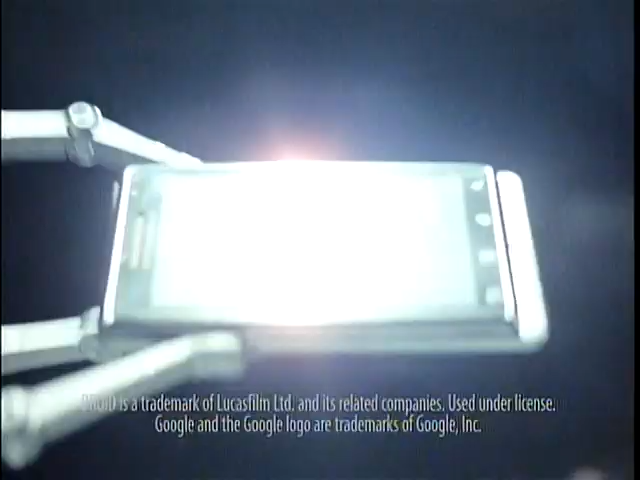 DROID is a trademark of Lucasfilm Ltd. and its related companies. Used under license.
Google and the Google logo are trademarks of Google, Inc.